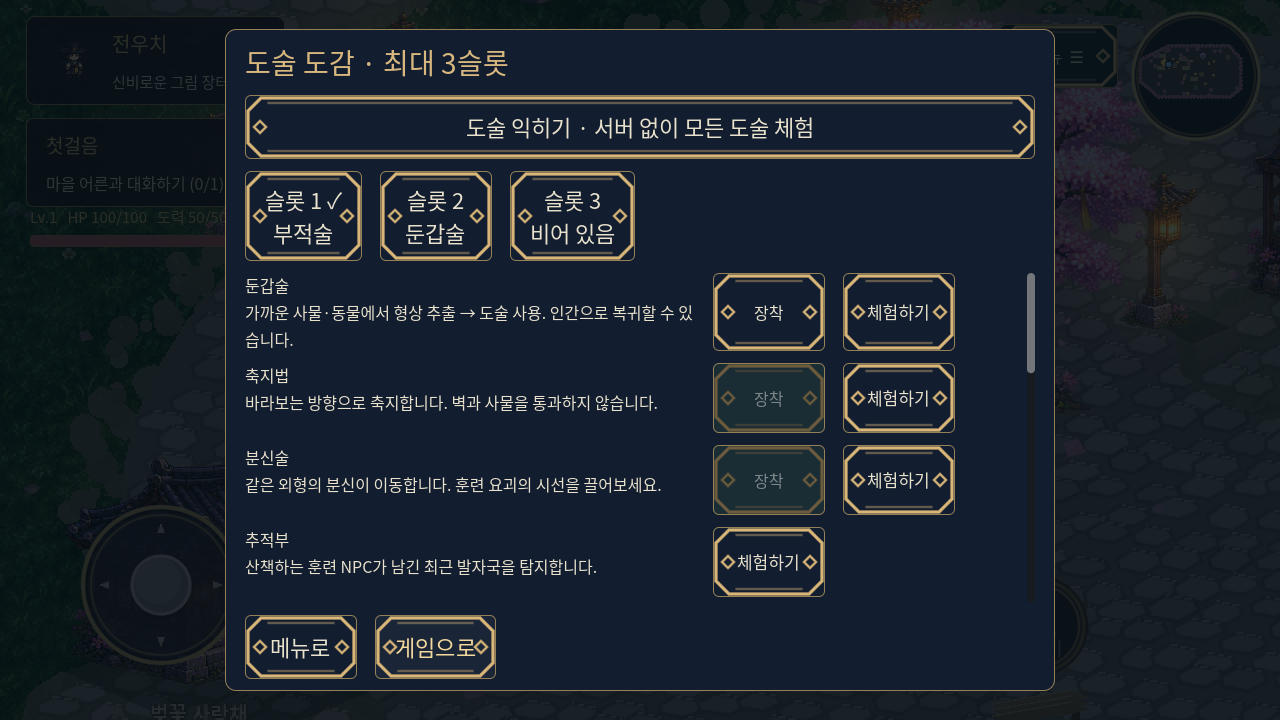 전우치
신비로운 그림 장터
첫걸음
마을 어른과 대화하기 (0/1)
Lv.1 HP 100/100 도력 50/50
도술 도감 · 최대 3슬롯
도술 익히기 · 서버 없이 모든 도술 체험
슬롯 1 ✓
부적술
슬롯 2
둔갑술
슬롯 3
비어 있음
둔갑술
가까운 사물·동물에서 형상 추출 → 도술 사용. 인간으로 복귀할 수 있
습니다.
장착
체험하기
축지법
바라보는 방향으로 축지합니다. 벽과 사물을 통과하지 않습니다.
장착
체험하기
분신술
같은 외형의 분신이 이동합니다. 훈련 요괴의 시선을 끌어보세요.
장착
체험하기
추적부
산책하는 훈련 NPC가 남긴 최근 발자국을 탐지합니다.
체험하기
메뉴로
게임으로